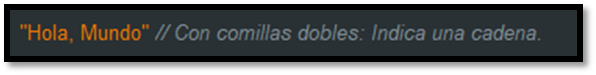 "Hola, Mundo" // Con comillas dobles: Indica una cadena.